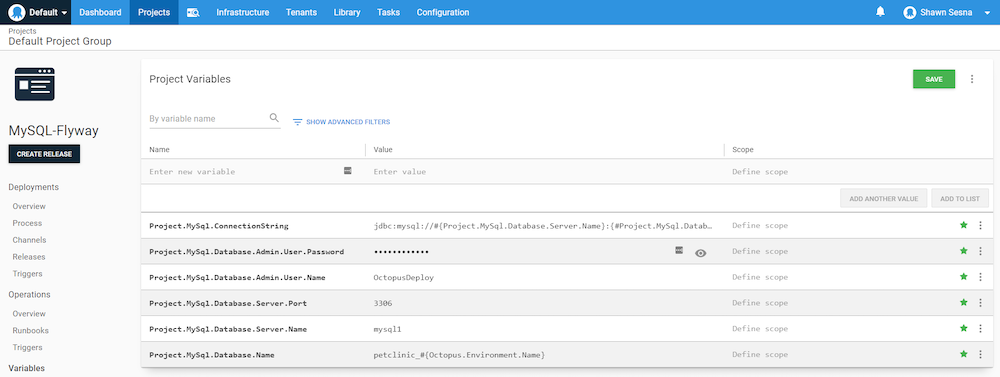 Default Dashboard Projects Infrastructure Tenants Library Tasks Configuration Shawn Sesna
Projects
Default Project Group
MySQL-Flyway
CREATE RELEASE
Deployments
Overview
Process
Channels
Releases
Triggers
Operations
Overview
Runbooks
Triggers
Variables
Project Variables
SAVE
By variable name SHOW ADVANCED FILTERS
Name Value Scope
Enter new variable Enter value Define scope
ADD ANOTHER VALUE ADD TO LIST
Project.MySql.ConnectionString jdbc:mysql://#{Project.MySql.Database.Server.Name}:{#Project.MySql.Datab… Define scope
Project.MySql.Database.Admin.User.Password •••••••••••• Define scope
Project.MySql.Database.Admin.User.Name OctopusDeploy Define scope
Project.MySql.Database.Server.Port 3306 Define scope
Project.MySql.Database.Server.Name mysql1 Define scope
Project.MySql.Database.Name petclinic_#{Octopus.Environment.Name} Define scope